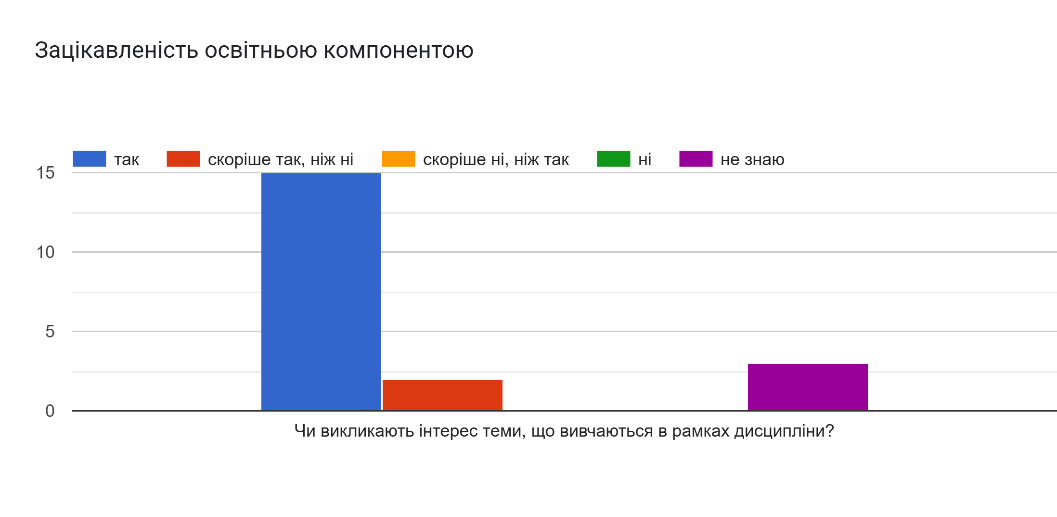 Зацікавленість освітньою компонентою
так скоріше так, ніж ні скоріше ні, ніж так ні не знаю
15
10
5
0
Чи викликають інтерес теми, що вивчаються в рамках дисципліни?